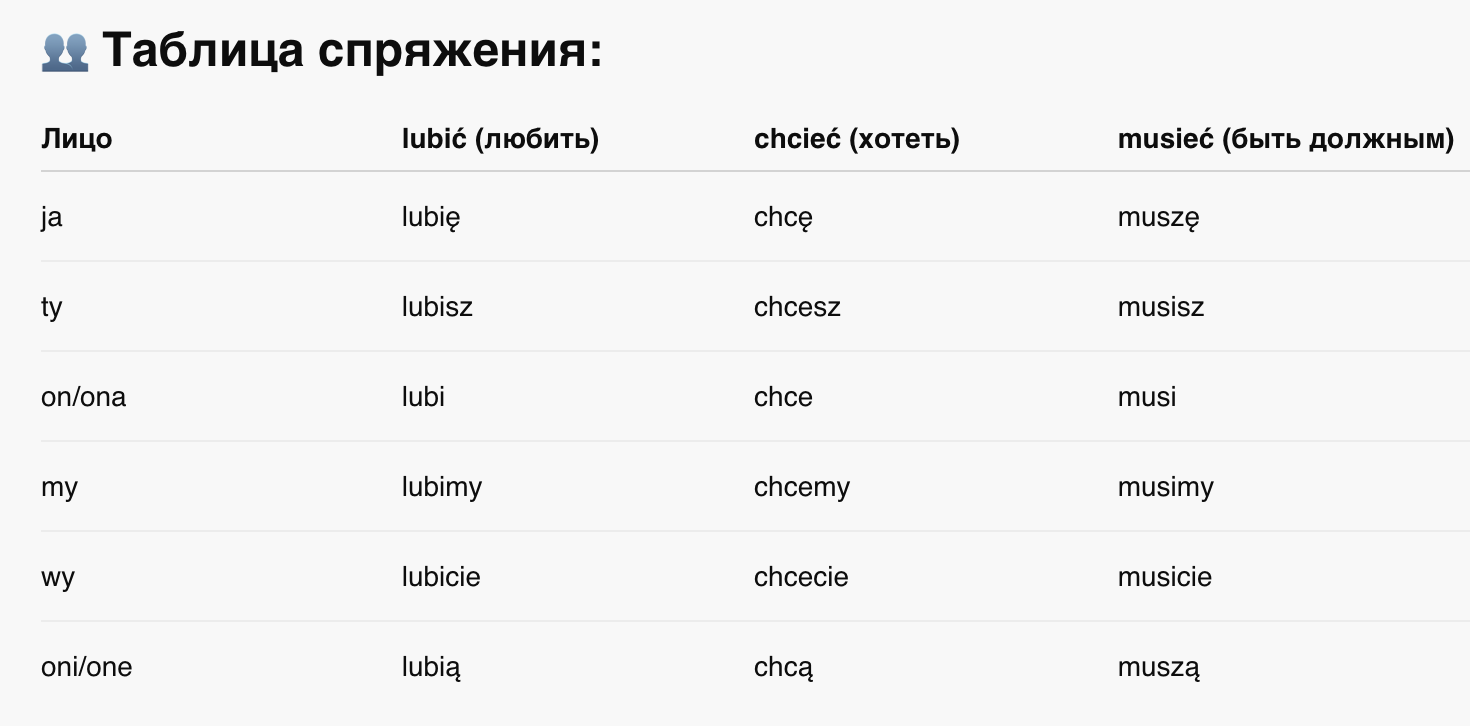 Таблица спряжения:
Лицо lubić (любить) chcieć (хотеть) musieć (быть должным)
ja lubię chcę muszę
ty lubisz chcesz musisz
on/ona lubi chce musi
my lubimy chcemy musimy
wy lubicie chcecie musicie
oni/one lubią chcą muszą